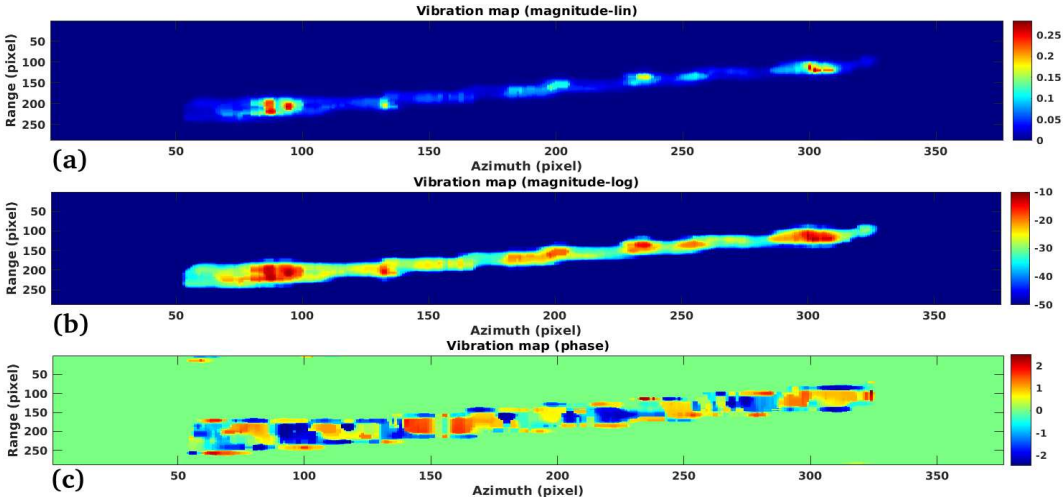 Vibration map (magnitude-lin)
Range (pixel)
50
100
150
200
250
50 100 150 200 250 300 350
Azimuth (pixel)
0.25
0.2
0.15
0.1
0.05
0
(a)
Vibration map (magnitude-log)
Range (pixel)
50
100
150
200
250
50 100 150 200 250 300 350
Azimuth (pixel)
-10
-20
-30
-40
-50
(b)
Vibration map (phase)
Range (pixel)
50
100
150
200
250
50 100 150 200 250 300 350
Azimuth (pixel)
2
1
0
-1
-2
(c)